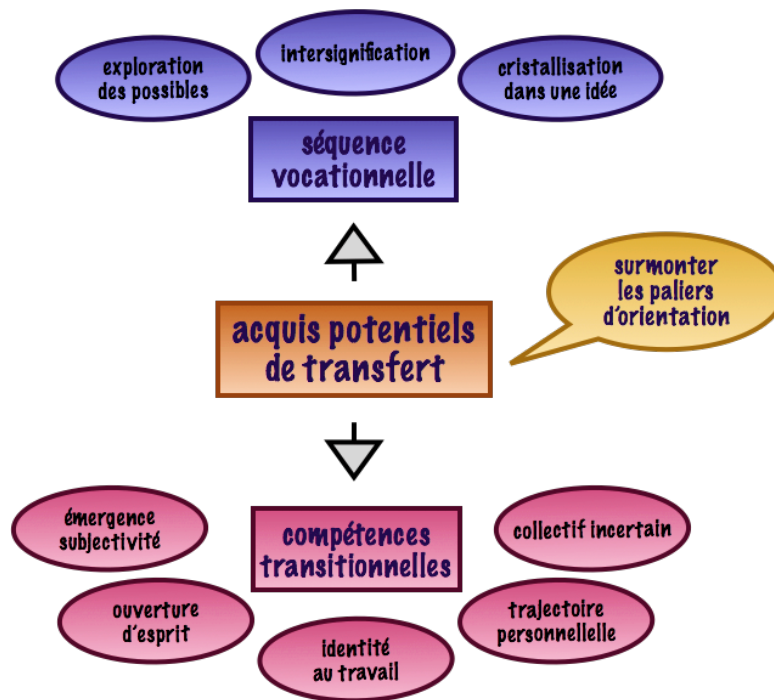 exploration
des possibles
intersignification
cristallisation
dans une idée
séquence
vocationnelle
surmonter
les paliers
d'orientation
acquis potentiels
de transfert
émergence
subjectivité
compétences
transitionnelles
collectif incertain
ouverture
d'esprit
identité
au travail
trajectoire
personnellelle